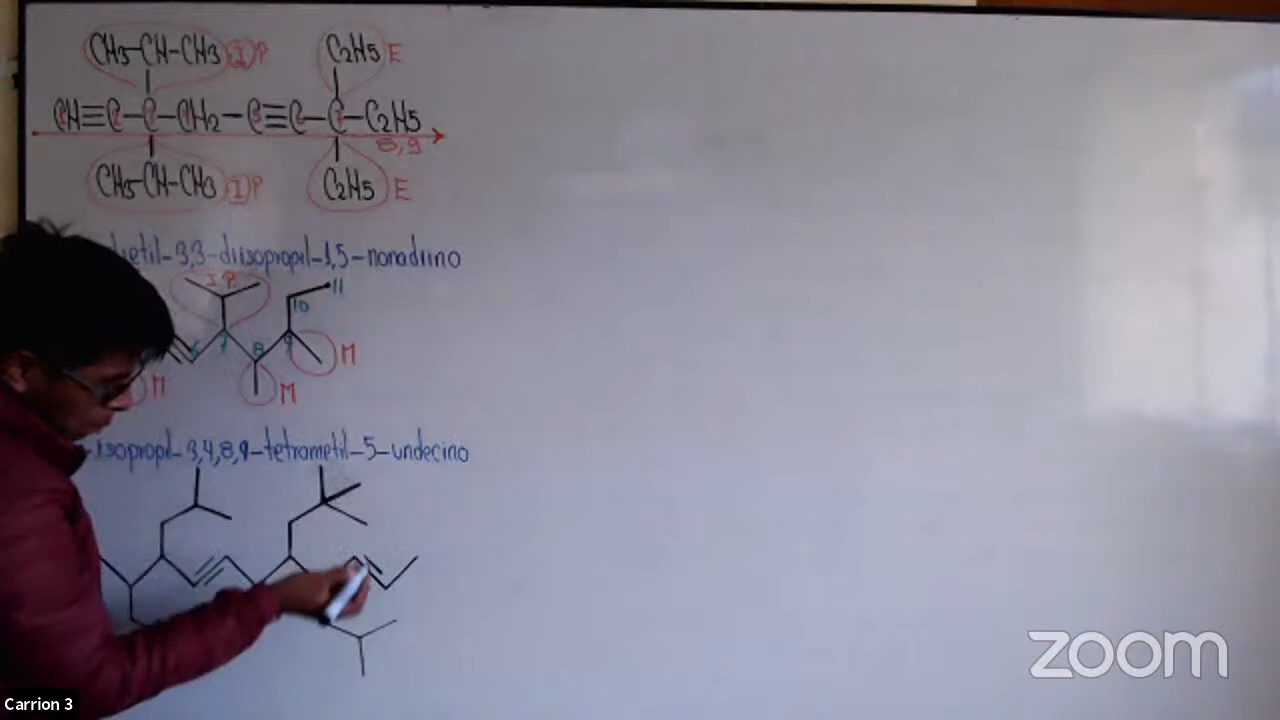 CH3-CH-CH3 IP C2H5 E
CH≡C-C-CH2-C≡C-C-C2H5
8,9
CH3-CH-CH3 IP C2H5 E
dietil-3,3-diisopropil-1,5-nonadiino
I.P. 11
10
7 8 9 M
M M
isopropil-3,4,8,9-tetrametil-5-undecino
zoom
Carrion 3